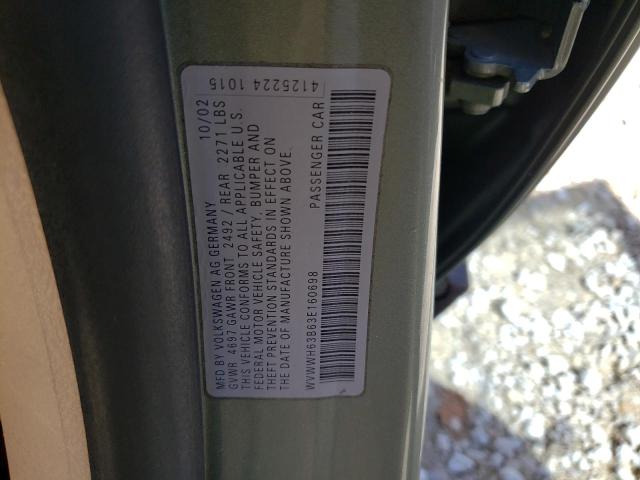 4125224 1015
MFD BY VOLKSWAGEN AG GERMANY 10/02
GVWR 4697 GAWR FRONT 2492 / REAR 2271 LBS
THIS VEHICLE CONFORMS TO ALL APPLICABLE U S.
FEDERAL MOTOR VEHICLE SAFETY, BUMPER AND
THEFT PREVENTION STANDARDS IN EFFECT ON
THE DATE OF MANUFACTURE SHOWN ABOVE.
WVWWH63B63E160698 PASSENGER CAR